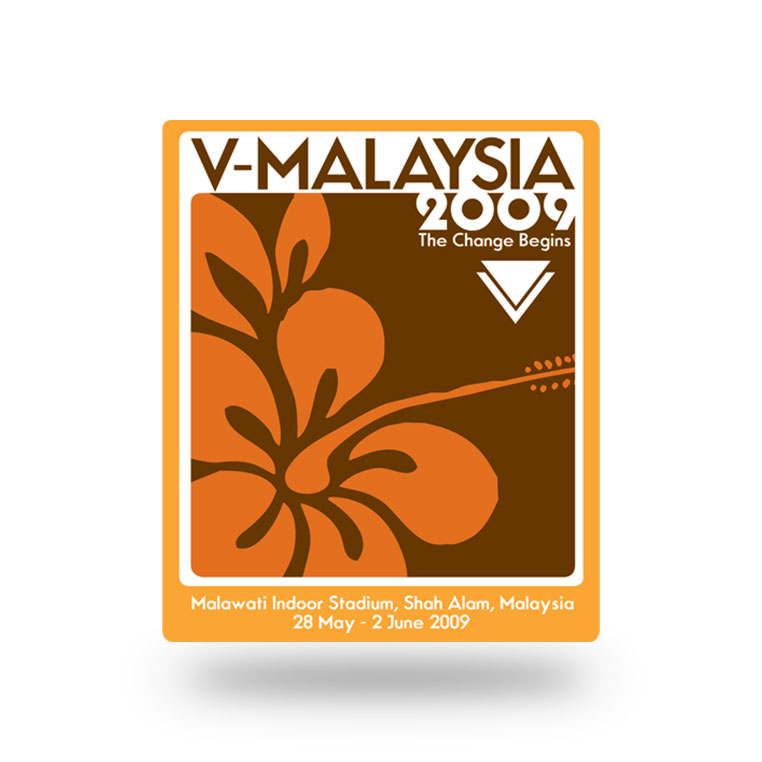 V-MALAYSIA
2009
The Change Begins
Malawati Indoor Stadium, Shah Alam, Malaysia
28 May - 2 June 2009